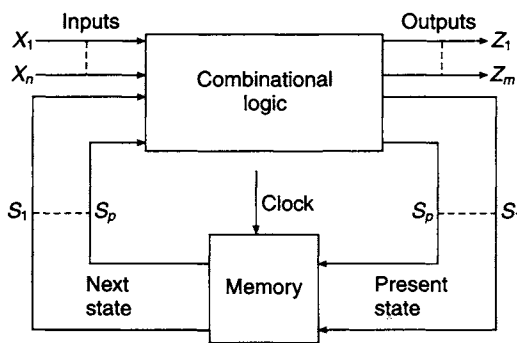 Inputs
Outputs
X1
Z1
Xn
Zm
Combinational
logic
S1
Sp
Clock
Sp
S
Next
state
Memory
Present
state